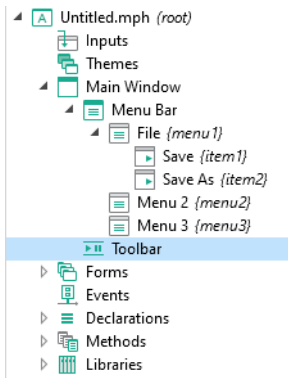 Untitled.mph (root)
Inputs
Themes
Main Window
Menu Bar
File {menu1}
Save {item1}
Save As {item2}
Menu 2 {menu2}
Menu 3 {menu3}
Toolbar
Forms
Events
Declarations
Methods
Libraries